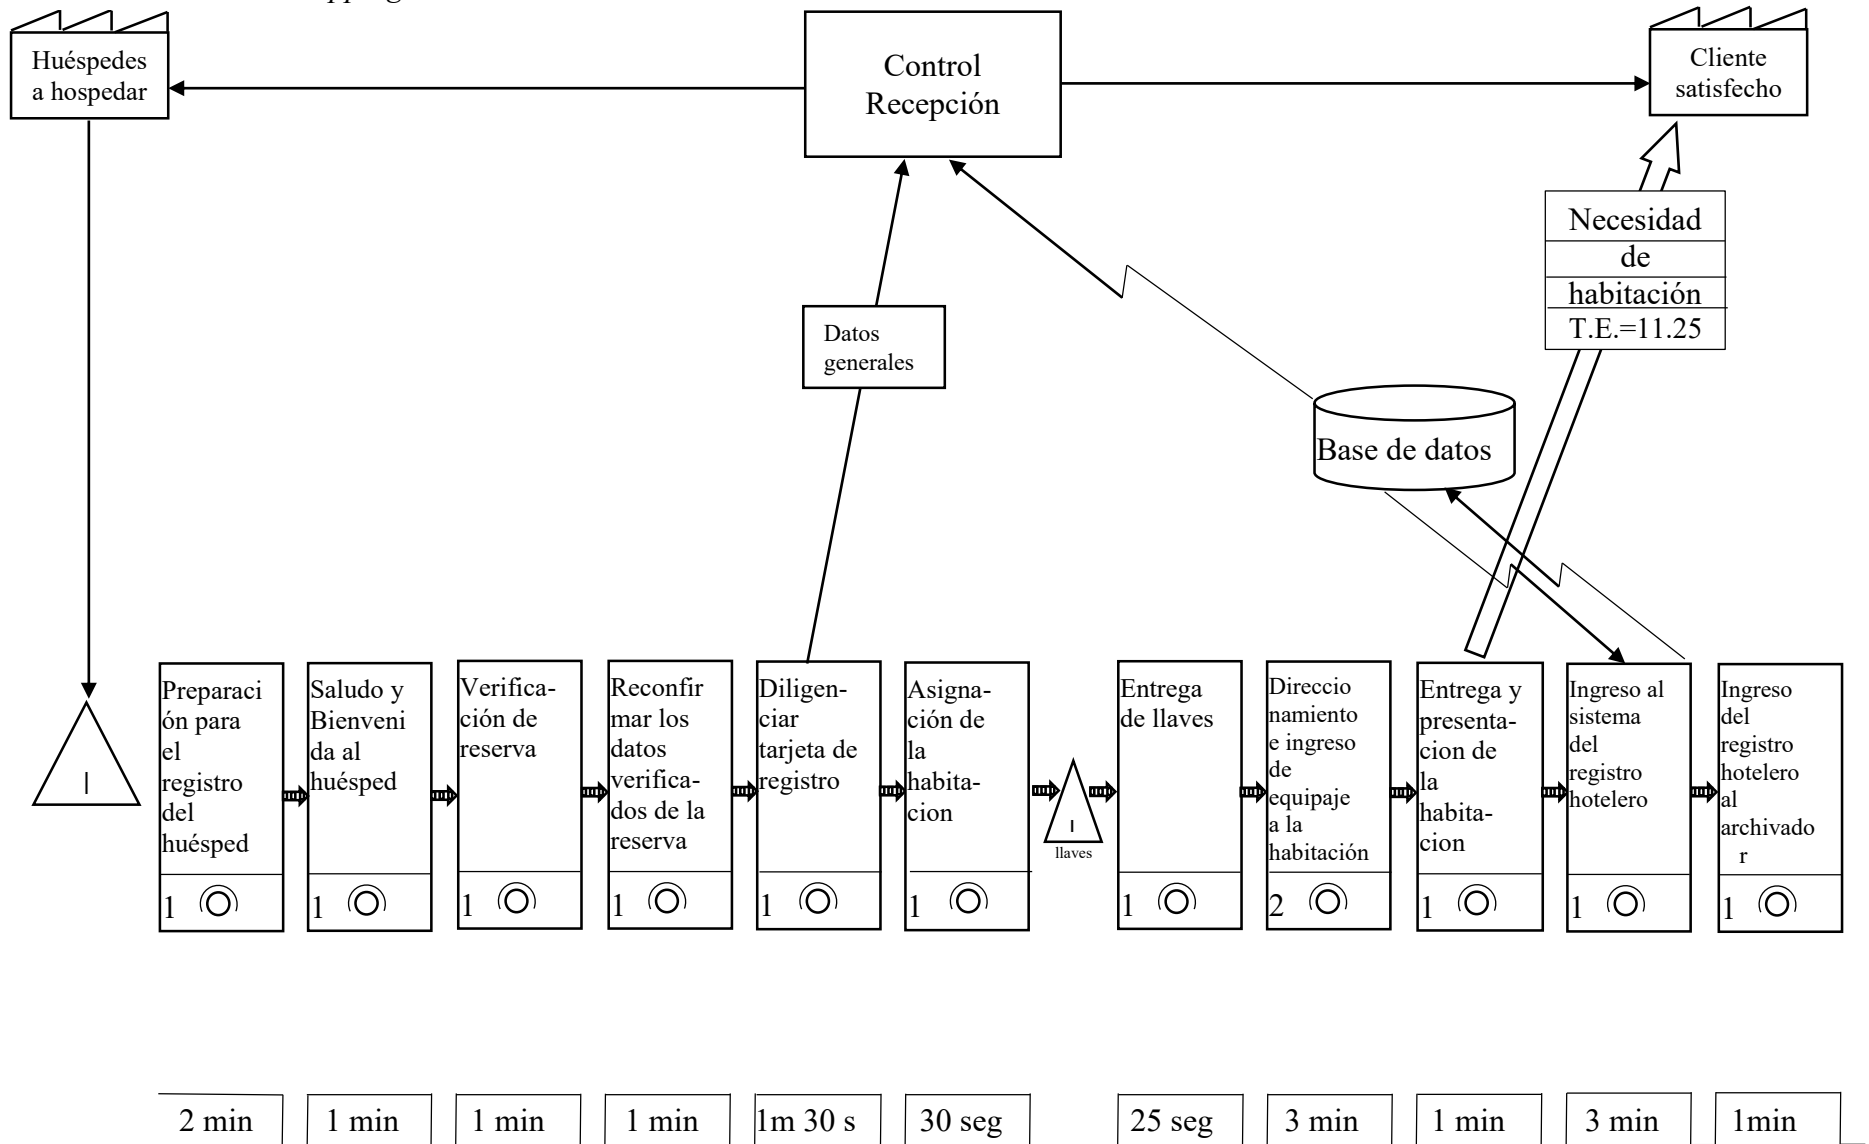 Huéspedes
a hospedar
Control
Recepción
Cliente
satisfecho
Necesidad
de
habitación
T.E.=11.25
Datos
generales
Base de datos
Preparaci
ón para
el
registro
del
huésped
1
Saludo y
Bienveni
da al
huésped
1
Verifica-
ción de
reserva
1
Reconfir
mar los
datos
verifica-
dos de la
reserva
1
Diligen-
ciar
tarjeta de
registro
1
Asigna-
ción de
la
habita-
cion
1
I
I
llaves
Entrega
de llaves
1
Direccio
namiento
e ingreso
de
equipaje
a la
habitación
2
Entrega y
presenta-
cion de
la
habita-
cion
1
Ingreso al
sistema
del
registro
hotelero
1
Ingreso
del
registro
hotelero
al
archivado
r
1
2 min
1 min
1 min
1 min
1m 30 s
30 seg
25 seg
3 min
1 min
3 min
1min